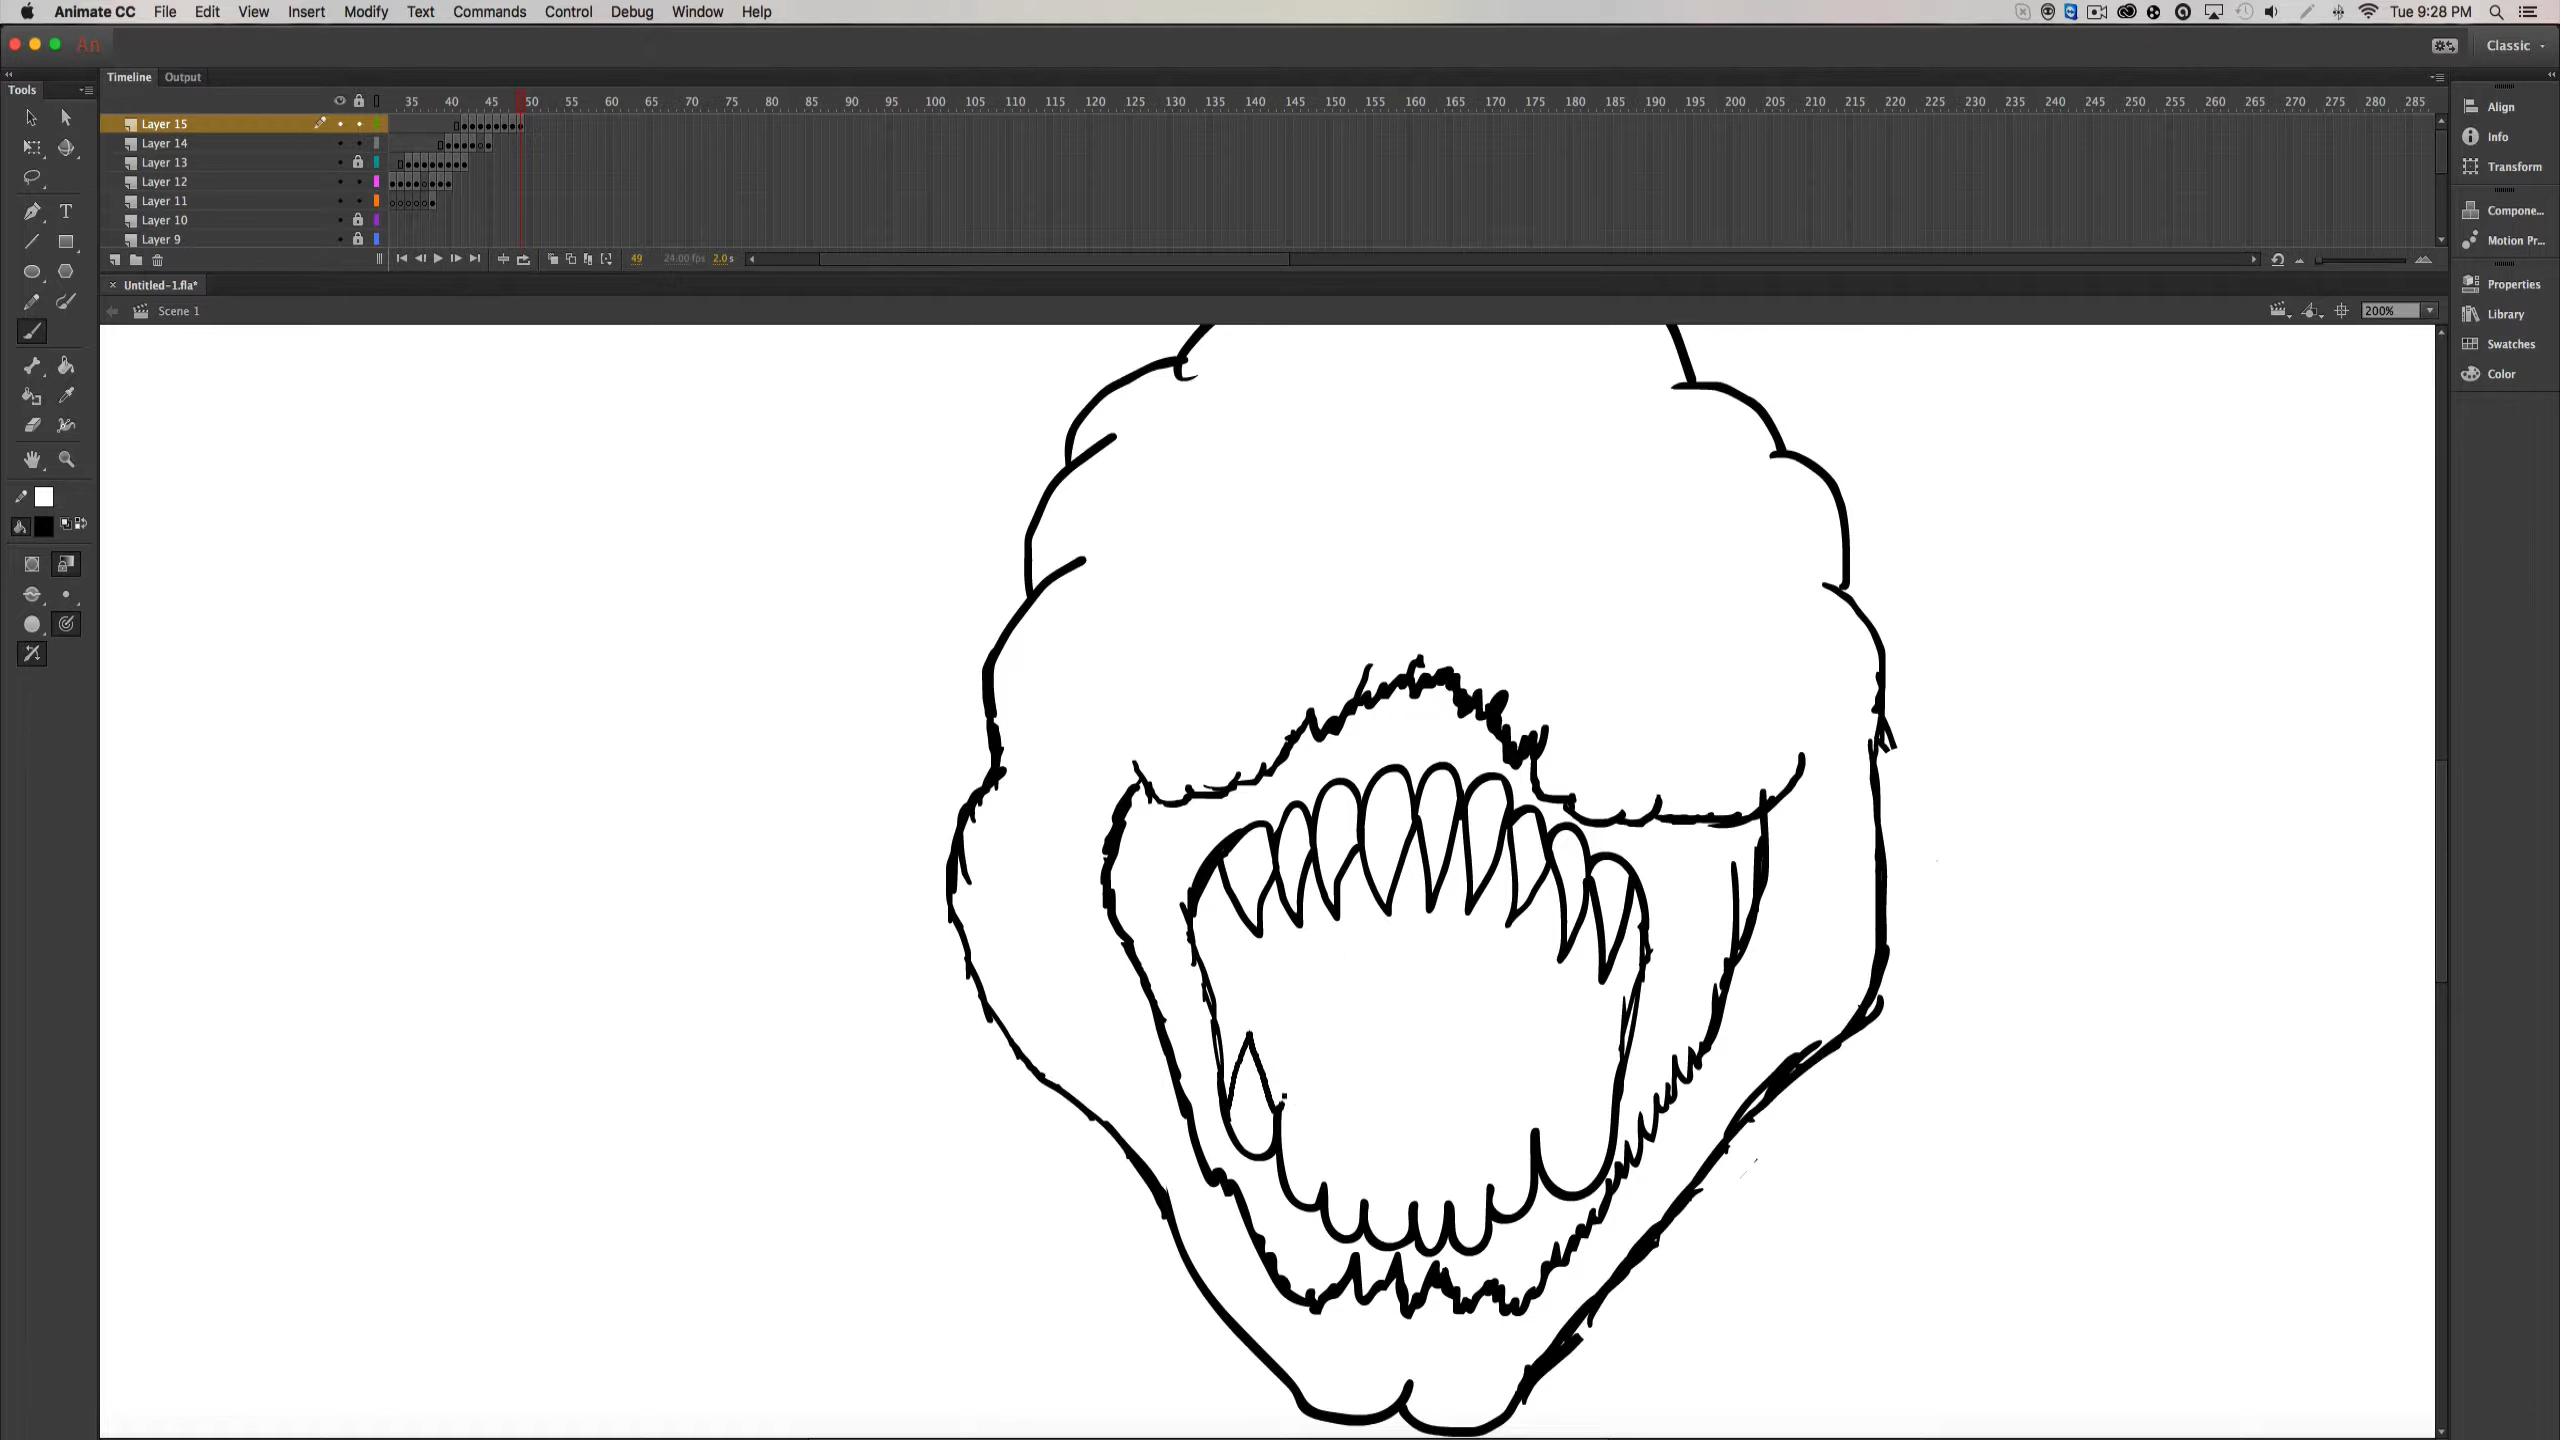 Animate CC File Edit View Insert Modify Text Commands Control Debug Window Help Tue 9:28 PM
An Classic
Timeline Output
Tools
35 40 45 50 55 60 65 70 75 80 85 90 95 100 105 110 115 120 125 130 135 140 145 150 155 160 165 170 175 180 185 190 195 200 205 210 215 220 225 230 235 240 245 250 255 260 265 270 275 280 285
Layer 15
Layer 14
Layer 13
Layer 12
Layer 11
Layer 10
Layer 9
49 24.00 fps 2.0 s
Untitled-1.fla*
Scene 1 200%
Align
Info
Transform
Compone...
Motion Pr...
Properties
Library
Swatches
Color